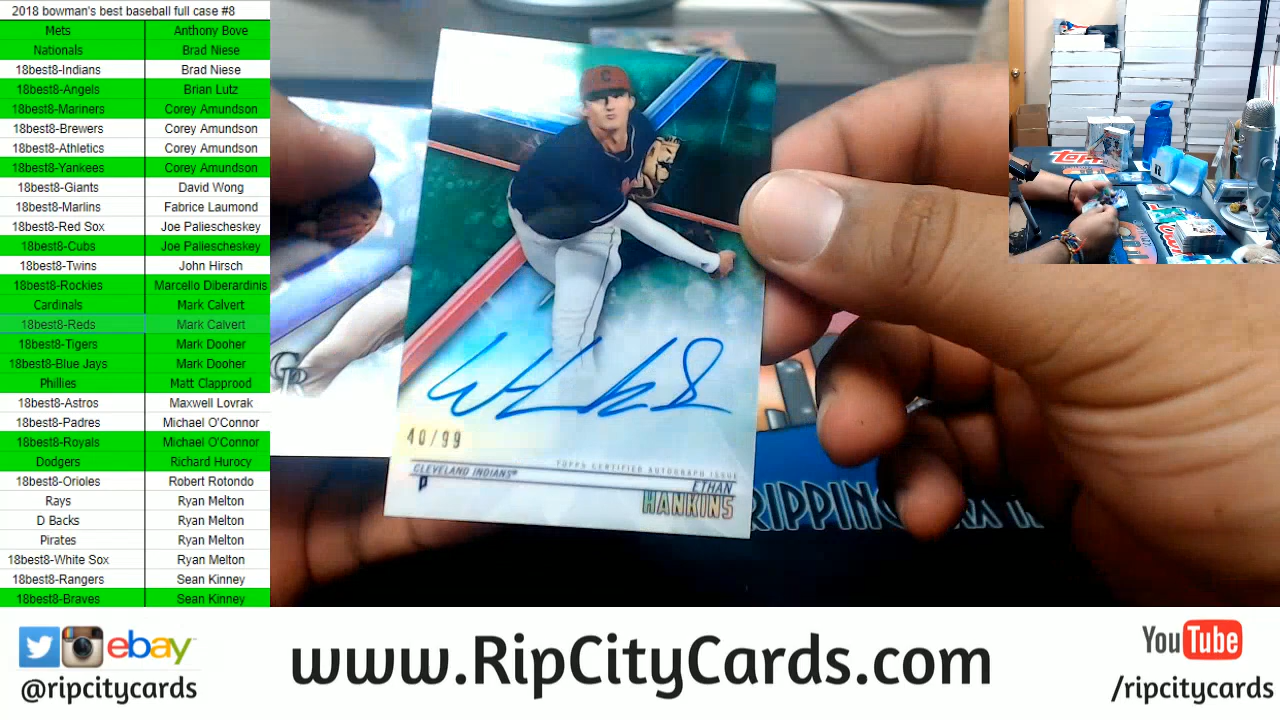 2018 bowman's best baseball full case #8
Mets Anthony Bove
Nationals Brad Niese
18best8-Indians Brad Niese
18best8-Angels Brian Lutz
18best8-Mariners Corey Amundson
18best8-Brewers Corey Amundson
18best8-Athletics Corey Amundson
18best8-Yankees Corey Amundson
18best8-Giants David Wong
18best8-Marlins Fabrice Laumond
18best8-Red Sox Joe Paliescheskey
18best8-Cubs Joe Paliescheskey
18best8-Twins John Hirsch
18best8-Rockies Marcello Diberardinis
Cardinals Mark Calvert
18best8-Reds Mark Calvert
18best8-Tigers Mark Dooher
18best8-Blue Jays Mark Dooher
Phillies Matt Clapprood
18best8-Astros Maxwell Lovrak
18best8-Padres Michael O'Connor
18best8-Royals Michael O'Connor
Dodgers Richard Hurocy
18best8-Orioles Robert Rotondo
Rays Ryan Melton
D Backs Ryan Melton
Pirates Ryan Melton
18best8-White Sox Ryan Melton
18best8-Rangers Sean Kinney
18best8-Braves Sean Kinney
C
40/99
TOPPS CERTIFIED AUTOGRAPH ISSUE
CLEVELAND INDIANS®
P
ETHAN
HANKINS
CR
RIPPING
Topps
ebay
@ripcitycards
www.RipCityCards.com
YouTube
/ripcitycards